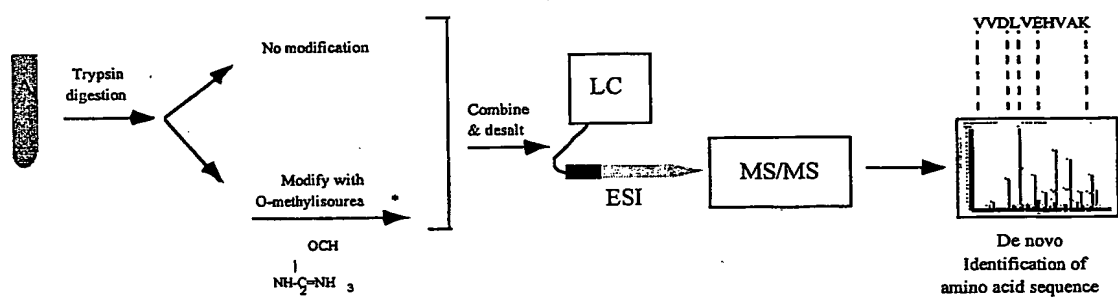 No modification
Trypsin
digestion
Modify with
O-methylisourea *
OCH
NH-C=NH 3
2
Combine
& desalt
LC
ESI
MS/MS
VVDLVEHVAK
De novo
Identification of
amino acid sequence